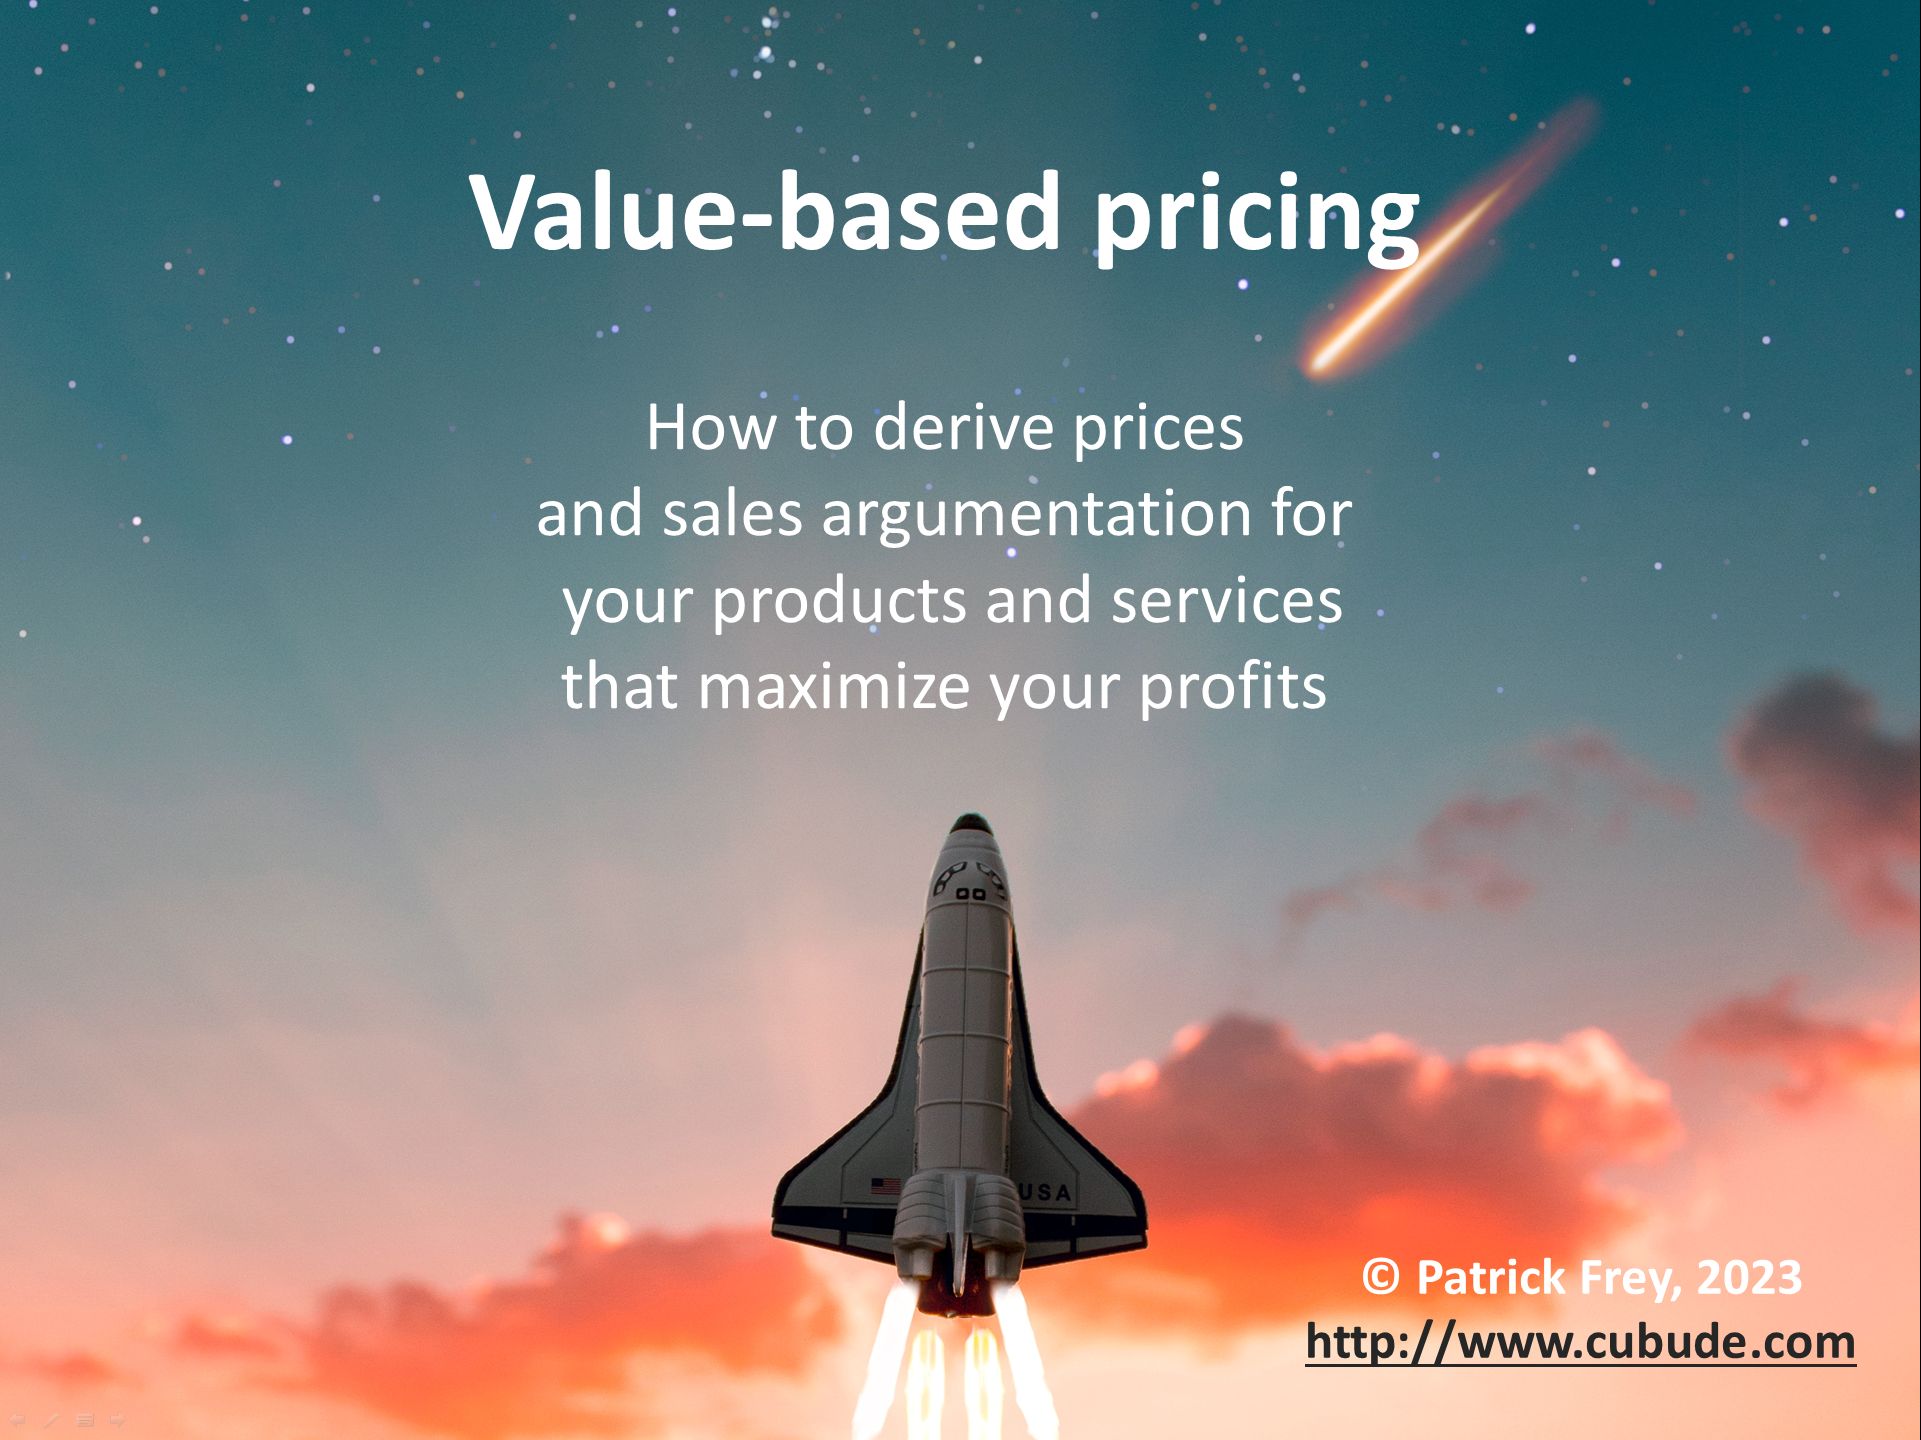 Value-based pricing
How to derive prices
and sales argumentation for
your products and services
that maximize your profits
USA
© Patrick Frey, 2023
http://www.cubude.com